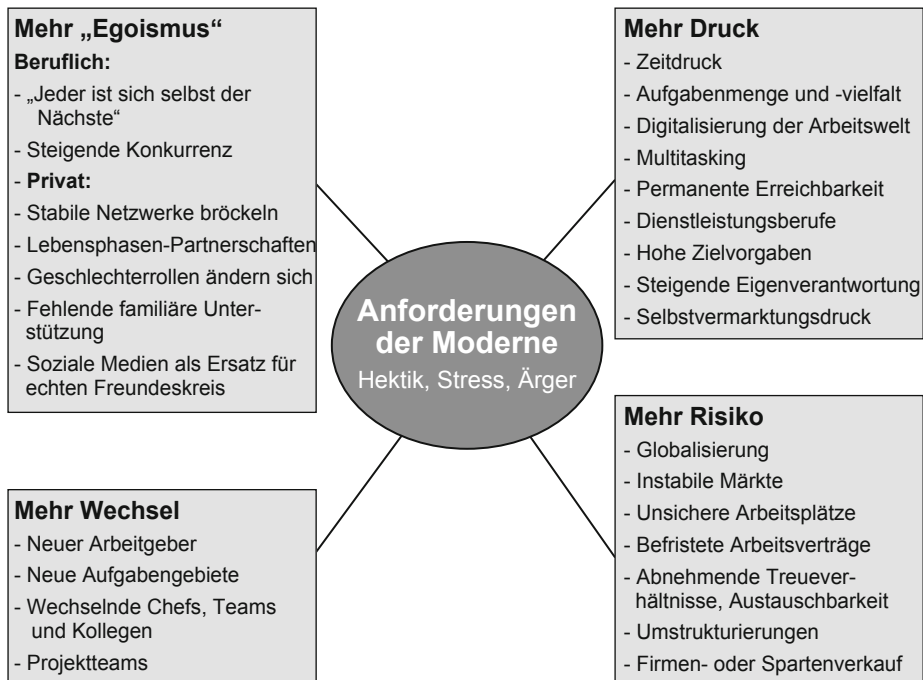 Mehr „Egoismus“
Beruflich:
- „Jeder ist sich selbst der
Nächste“
- Steigende Konkurrenz
- Privat:
- Stabile Netzwerke bröckeln
- Lebensphasen-Partnerschaften
- Geschlechterrollen ändern sich
- Fehlende familiäre Unter-
stützung
- Soziale Medien als Ersatz für
echten Freundeskreis
Mehr Druck
- Zeitdruck
- Aufgabenmenge und -vielfalt
- Digitalisierung der Arbeitswelt
- Multitasking
- Permanente Erreichbarkeit
- Dienstleistungsberufe
- Hohe Zielvorgaben
- Steigende Eigenverantwortung
- Selbstvermarktungsdruck
Anforderungen
der Moderne
Hektik, Stress, Ärger
Mehr Wechsel
- Neuer Arbeitgeber
- Neue Aufgabengebiete
- Wechselnde Chefs, Teams
und Kollegen
- Projektteams
Mehr Risiko
- Globalisierung
- Instabile Märkte
- Unsichere Arbeitsplätze
- Befristete Arbeitsverträge
- Abnehmende Treuever-
hältnisse, Austauschbarkeit
- Umstrukturierungen
- Firmen- oder Spartenverkauf